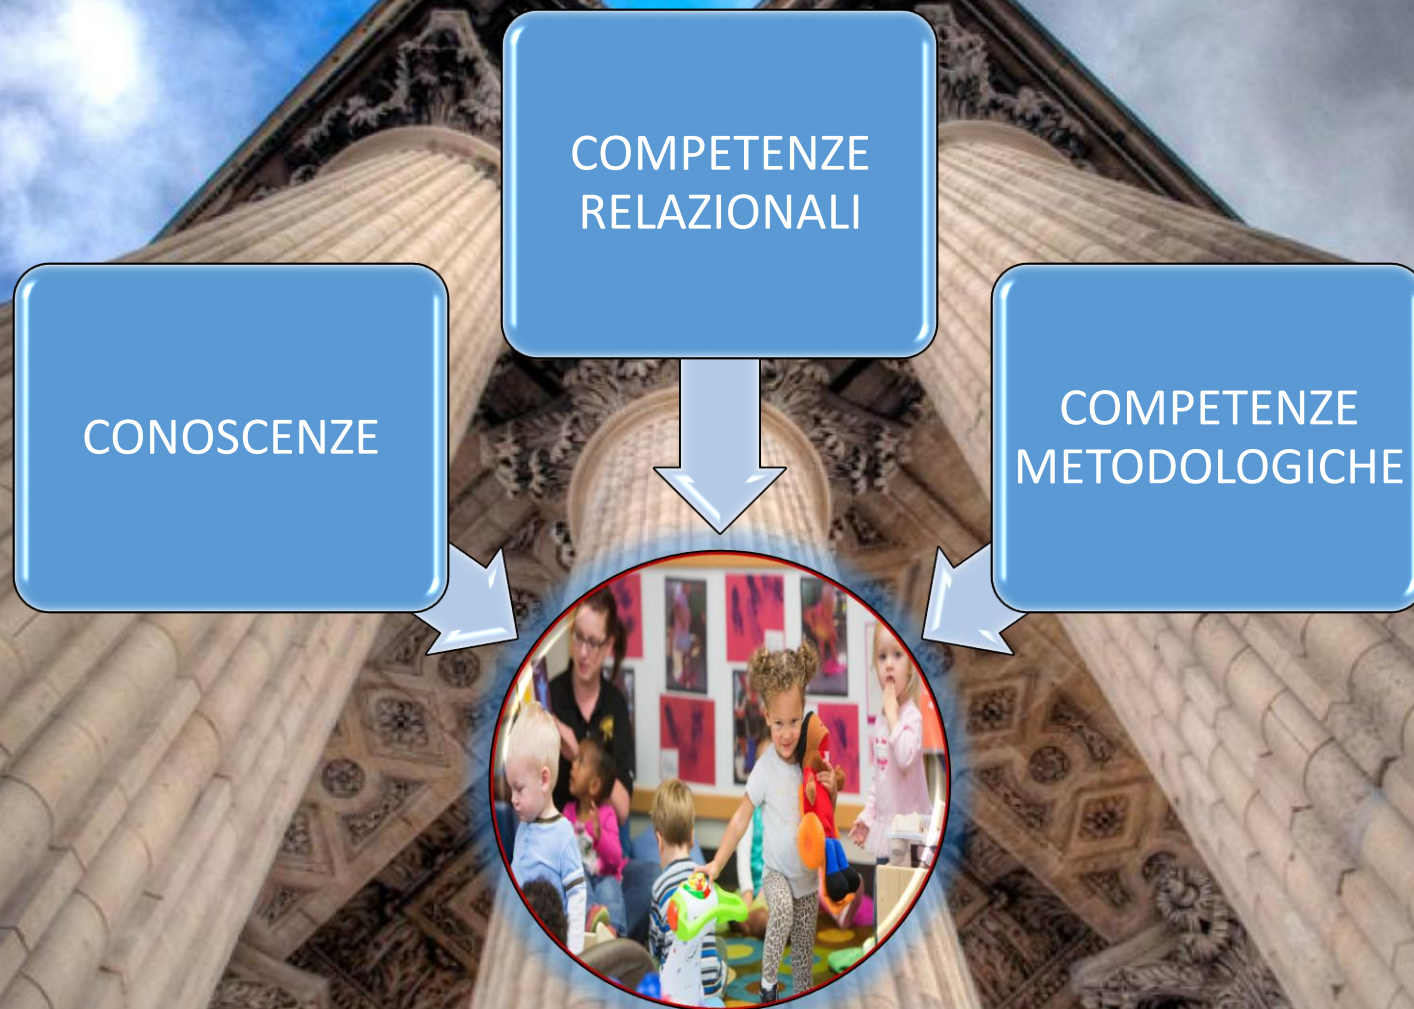 CONOSCENZE
COMPETENZE
RELAZIONALI
COMPETENZE
METODOLOGICHE